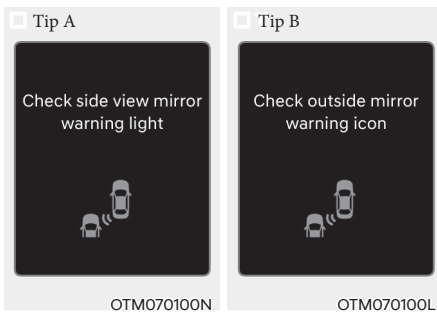 Tip A
Check side view mirror
warning light
OTM070100N
Tip B
Check outside mirror
warning icon
OTM070100L